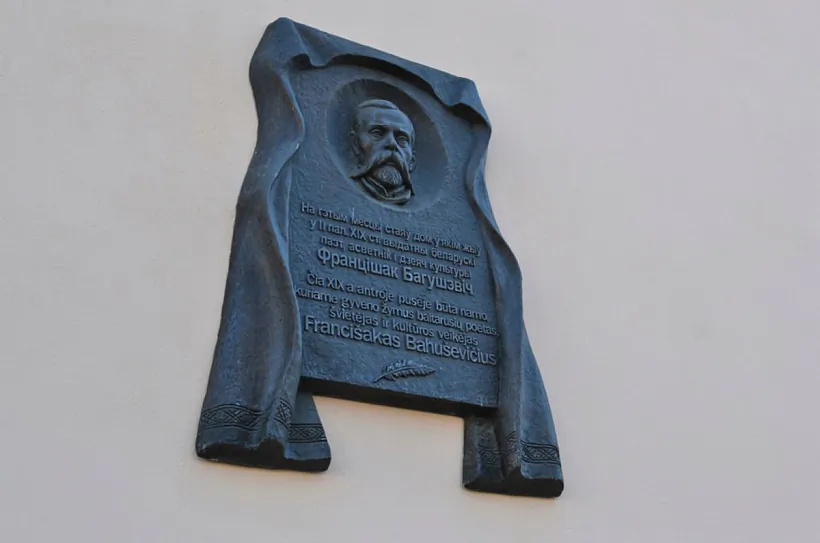 На гэтым месцы стаяў дом, у якім жыў
у II пал. XIX ст. выдатны беларускі
паэт, асветнік і дзеяч культуры
Францішак Багушэвіч
Čia XIX a. antroje pusėje būta namo,
kuriame gyveno žymus baltarusių poetas,
švietėjas ir kultūros veikėjas
Francišakas Bahuševičius